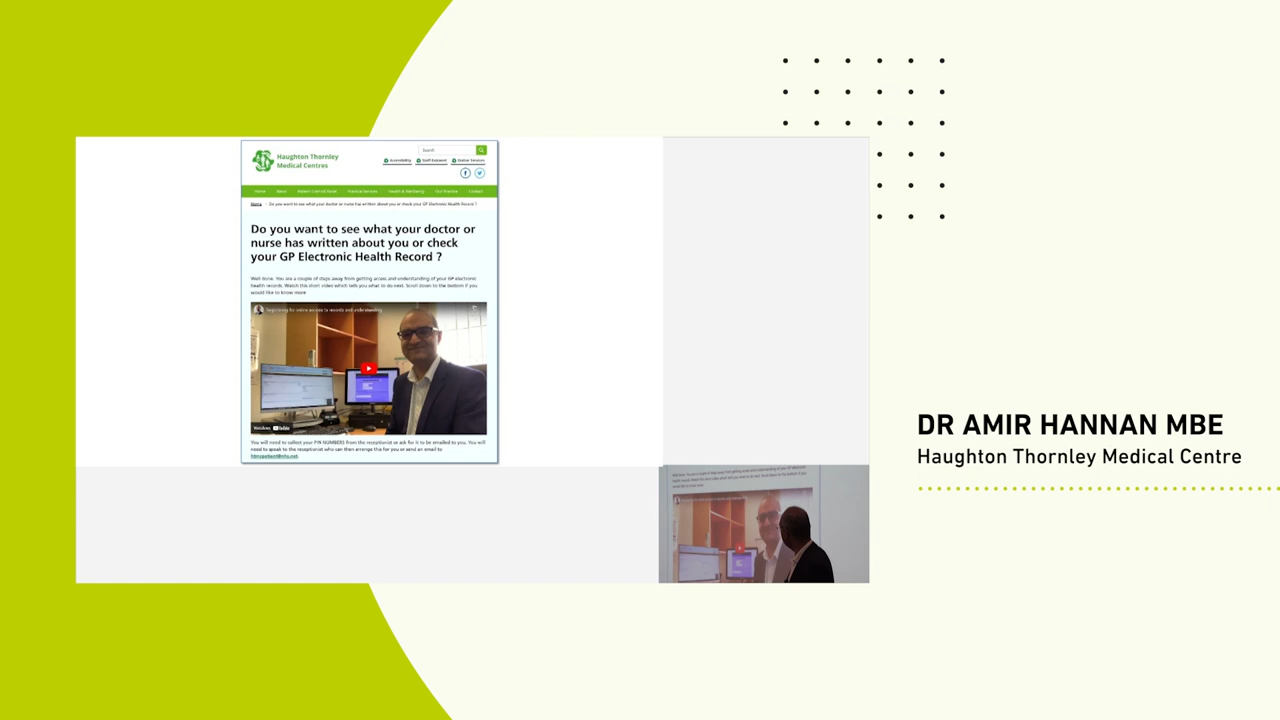 Haughton Thornley
Medical Centres
Search
Accessibility
Staff Extranet
Online Services
Home News Patient Centred Portal Practical Services Health & Wellbeing Our Practice Contact
Home > Do you want to see what your doctor or nurse has written about you or check your GP Electronic Health Record ?
Do you want to see what your doctor or
nurse has written about you or check
your GP Electronic Health Record ?
Well done. You are a couple of steps away from getting access and understanding of your GP electronic
health records. Watch this short video which tells you what to do next. Scroll down to the bottom if you
would like to know more
Registering for online access to records and understanding
Watch on YouTube
You will need to collect your PIN NUMBERS from the receptionist or ask for it to be emailed to you. You will
need to speak to the receptionist who can then arrange this for you or send an email to
DR AMIR HANNAN MBE
Haughton Thornley Medical Centre